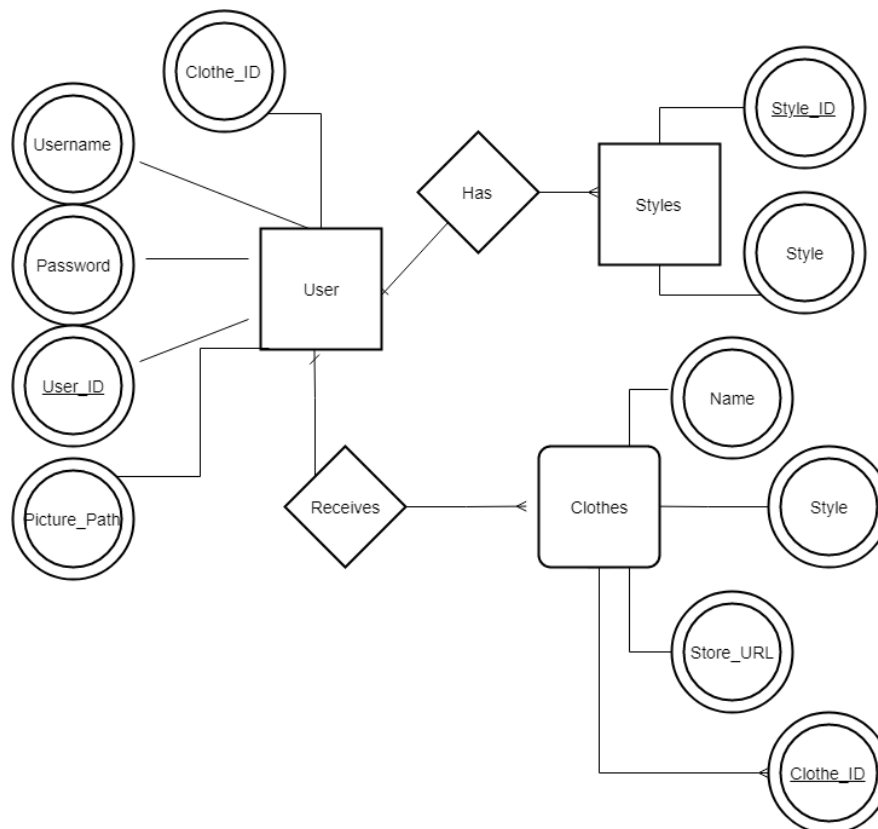 Clothe_ID
Username
Password
User_ID
Picture_Path
User
Has
Styles
Style_ID
Style
Receives
Clothes
Name
Style
Store_URL
Clothe_ID